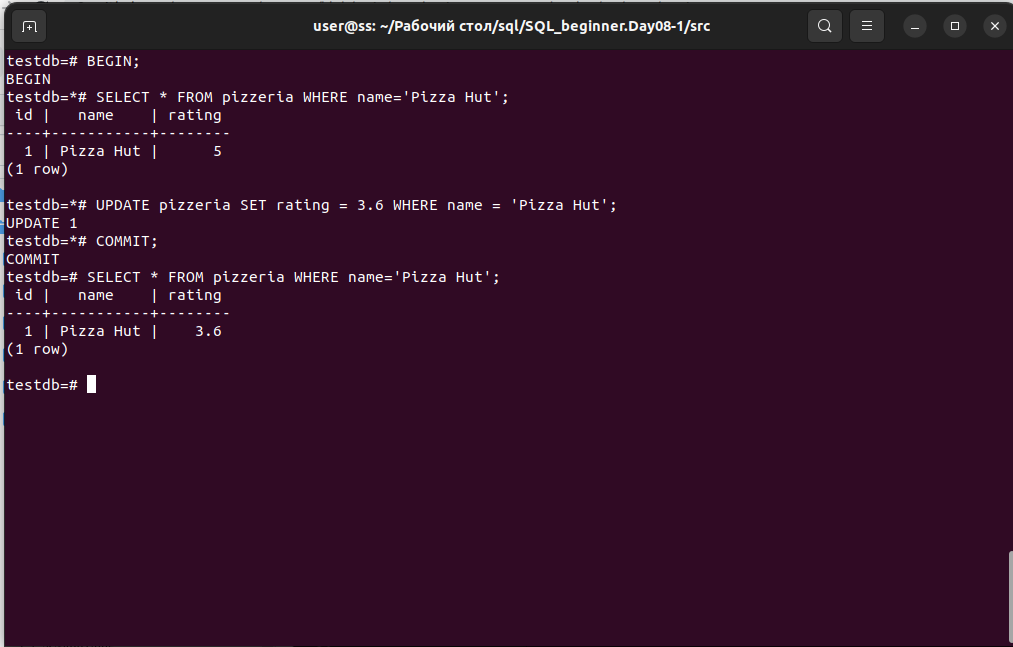 user@ss: ~/Рабочий стол/sql/SQL_beginner.Day08-1/src
testdb=# BEGIN;
BEGIN
testdb=*# SELECT * FROM pizzeria WHERE name='Pizza Hut';
 id |   name    | rating
----+-----------+--------
  1 | Pizza Hut |      5
(1 row)

testdb=*# UPDATE pizzeria SET rating = 3.6 WHERE name = 'Pizza Hut';
UPDATE 1
testdb=*# COMMIT;
COMMIT
testdb=# SELECT * FROM pizzeria WHERE name='Pizza Hut';
 id |   name    | rating
----+-----------+--------
  1 | Pizza Hut |    3.6
(1 row)

testdb=#